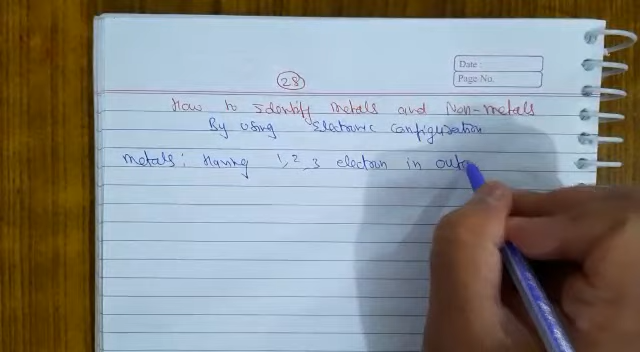 Date :
Page No.
28
How to Identify Metals and Non-metals
By using Electronic Configuration
Metals: Having 1, 2, 3 electron in oute